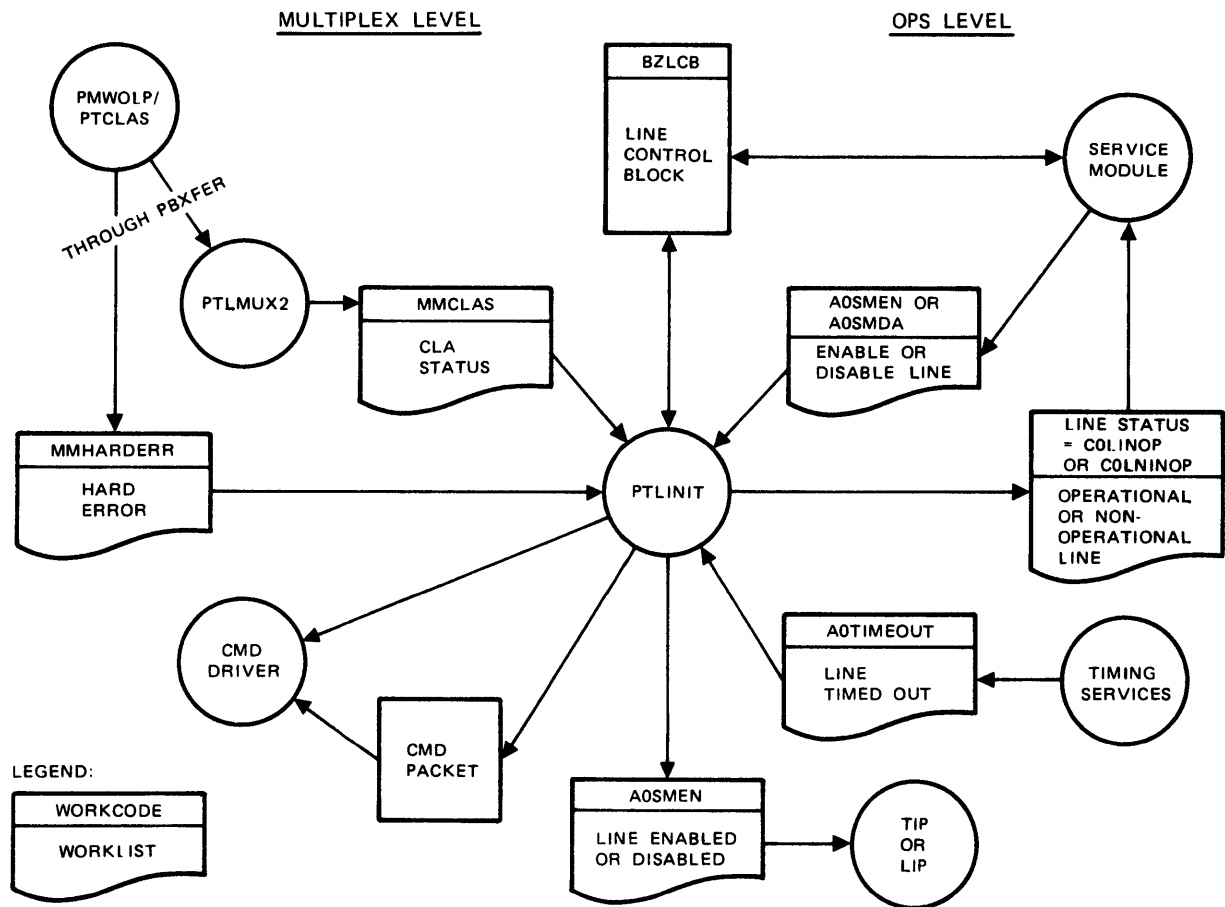 MULTIPLEX LEVEL
OPS LEVEL
PMWOLP/
PTCLAS
THROUGH PBXFER
PTLMUX2
MMCLAS
CLA
STATUS
MMHARDERR
HARD
ERROR
BZLCB
LINE
CONTROL
BLOCK
SERVICE
MODULE
A0SMEN OR
A0SMDA
ENABLE OR
DISABLE LINE
LINE STATUS
= C0LINOP
OR C0LNINOP
OPERATIONAL
OR NON-
OPERATIONAL
LINE
PTLINIT
CMD
DRIVER
CMD
PACKET
A0TIMEOUT
LINE
TIMED OUT
TIMING
SERVICES
A0SMEN
LINE ENABLED
OR DISABLED
TIP
OR
LIP
LEGEND:
WORKCODE
WORKLIST